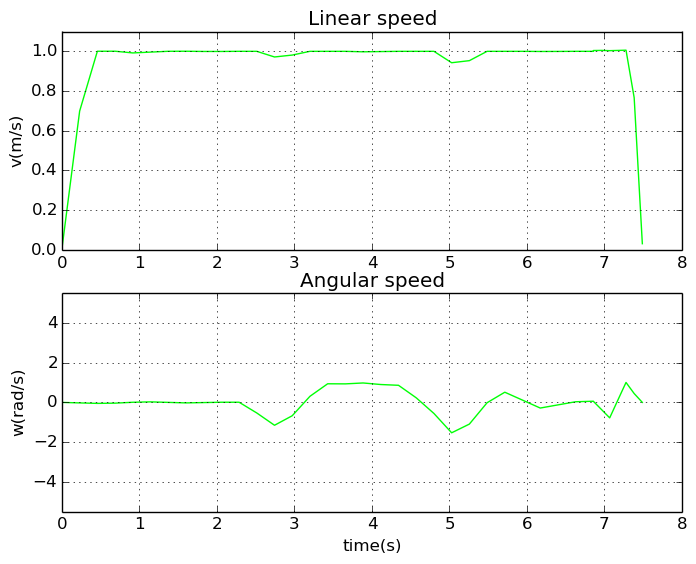 Linear speed
1.0
0.8
0.6
0.4
0.2
0.0
v(m/s)
0 1 2 3 4 5 6 7 8
Angular speed
4
2
0
−2
−4
w(rad/s)
0 1 2 3 4 5 6 7 8
time(s)